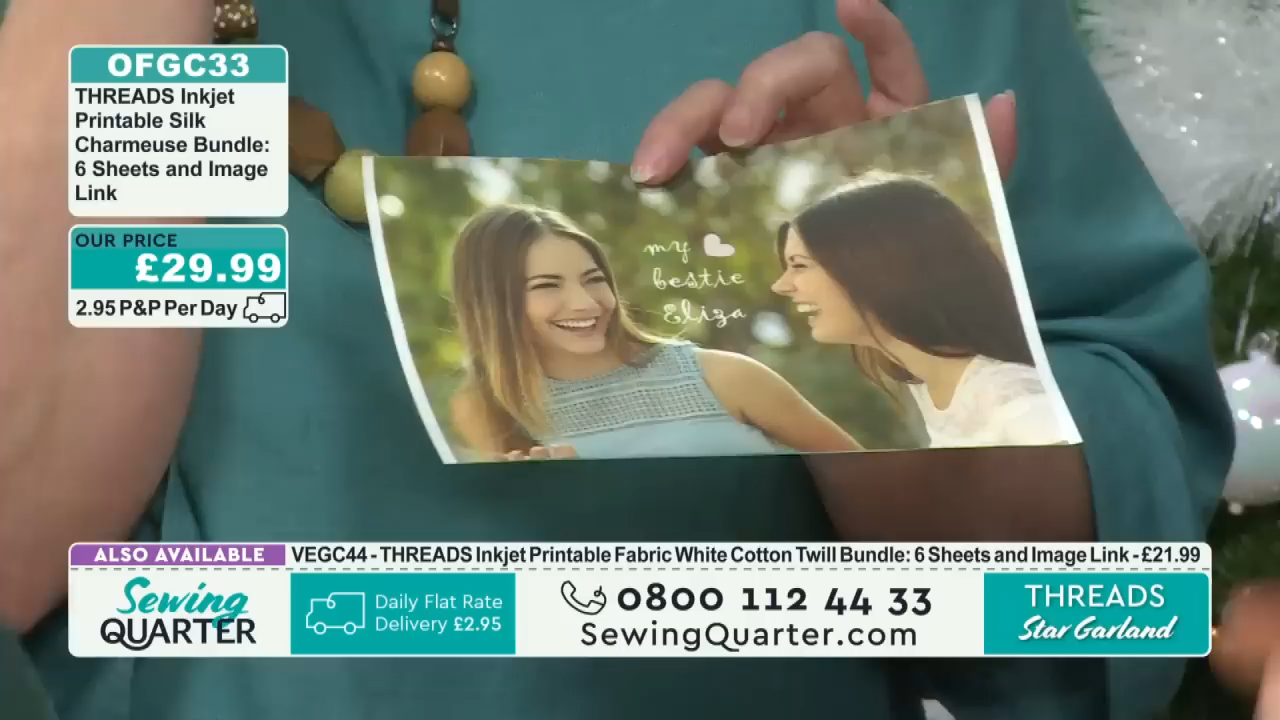 OFGC33
THREADS Inkjet
Printable Silk
Charmeuse Bundle:
6 Sheets and Image
Link
OUR PRICE
£29.99
2.95 P&P Per Day
my
bestie
Eliza
ALSO AVAILABLE
VEGC44 - THREADS Inkjet Printable Fabric White Cotton Twill Bundle: 6 Sheets and Image Link - £21.99
Sewing
QUARTER
Daily Flat Rate
Delivery £2.95
0800 112 44 33
SewingQuarter.com
THREADS
Star Garland